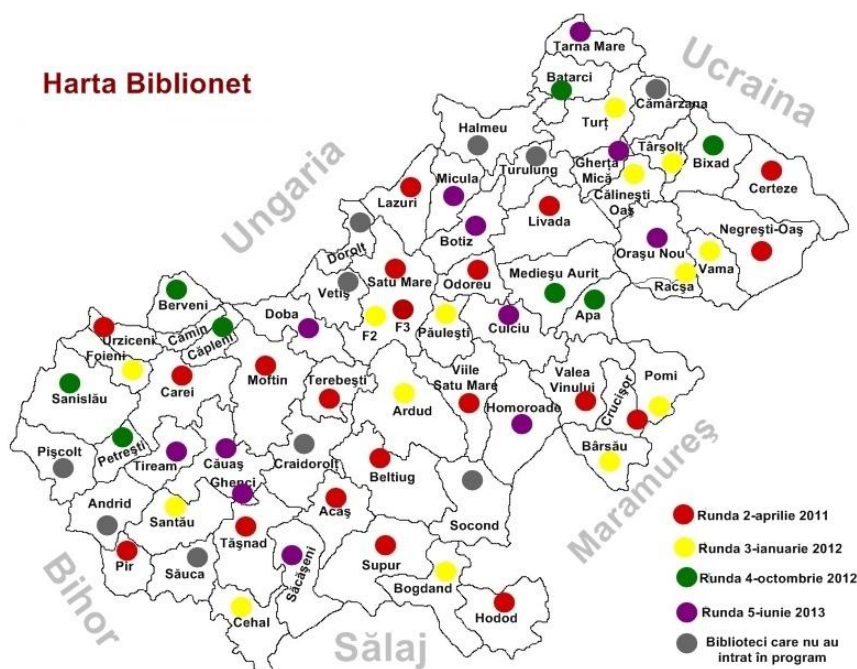 Harta Biblionet
Ucraina
Ungaria
Maramureș
Bihor
Sălaj
Tarna Mare
Batarci
Cămârzana
Turț
Halmeu
Târșolt
Bixad
Turulung
Gherța
Mică
Certeze
Călinești
Oaș
Micula
Lazuri
Livada
Negrești-Oaș
Botiz
Orașu Nou
Vama
Dorolț
Racșa
Satu Mare
Odoreu
Medieșu Aurit
Vetiș
Apa
Berveni
Doba
F2
F3
Păulești
Culciu
Urziceni
Cămin
Căpleni
Foieni
Sanislău
Carei
Moftin
Terebești
Ardud
Viile
Satu Mare
Homoroade
Valea
Vinului
Crucișor
Pomi
Bârsău
Petrești
Pișcolt
Tiream
Căuaș
Craidorolț
Beltiug
Ghenci
Andrid
Santău
Acaș
Socond
Tășnad
Pir
Săuca
Săcășeni
Supur
Bogdand
Cehal
Hodod
Runda 2-aprilie 2011
Runda 3-ianuarie 2012
Runda 4-octombrie 2012
Runda 5-iunie 2013
Biblioteci care nu au
intrat în program